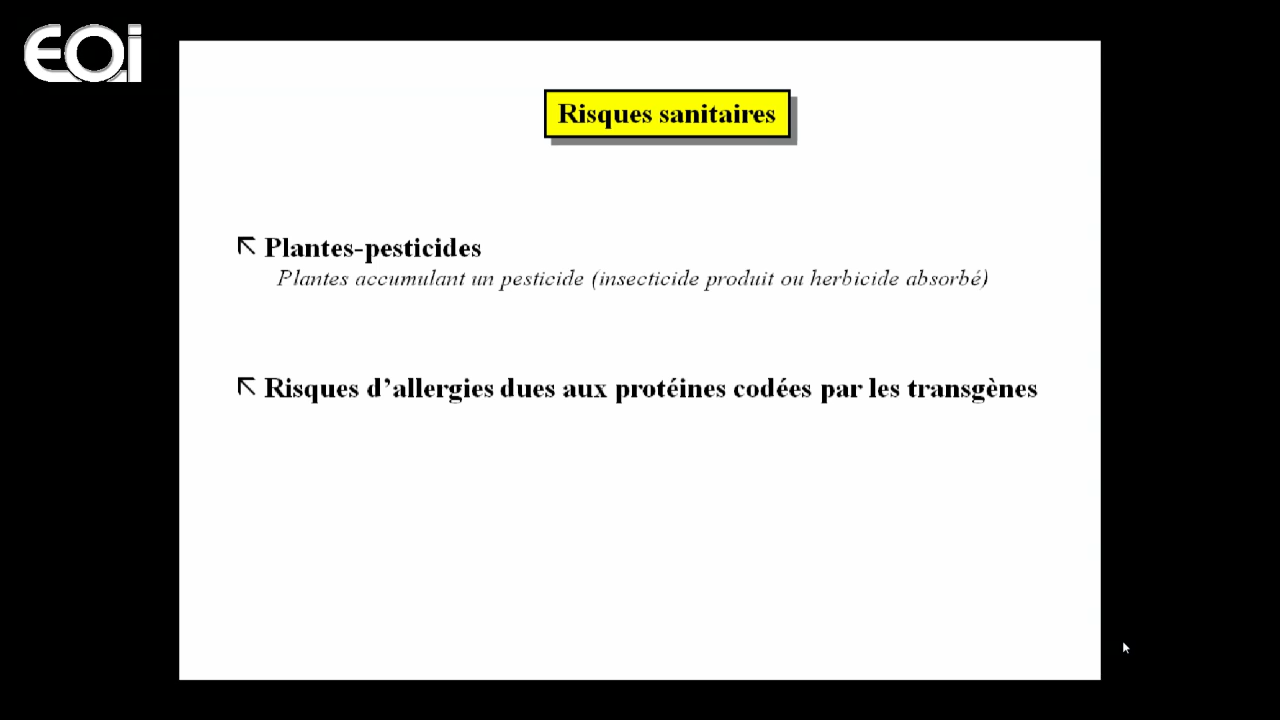 EOi
Risques sanitaires
Plantes-pesticides
Plantes accumulant un pesticide (insecticide produit ou herbicide absorbé)
Risques d’allergies dues aux protéines codées par les transgènes